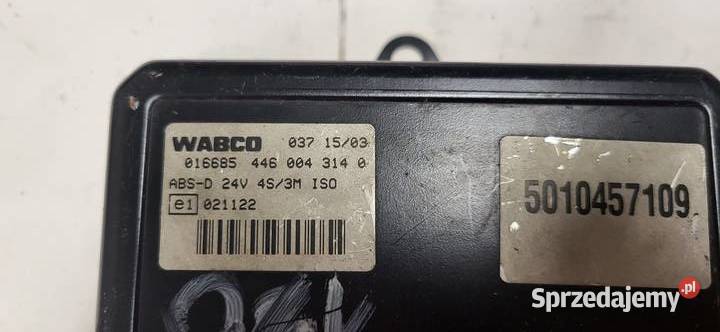 WABCO 037 15/03
016685 446 004 314 0
ABS-D 24V 4S/3M ISO
e1 021122
5010457109
Sprzedajemy.pl